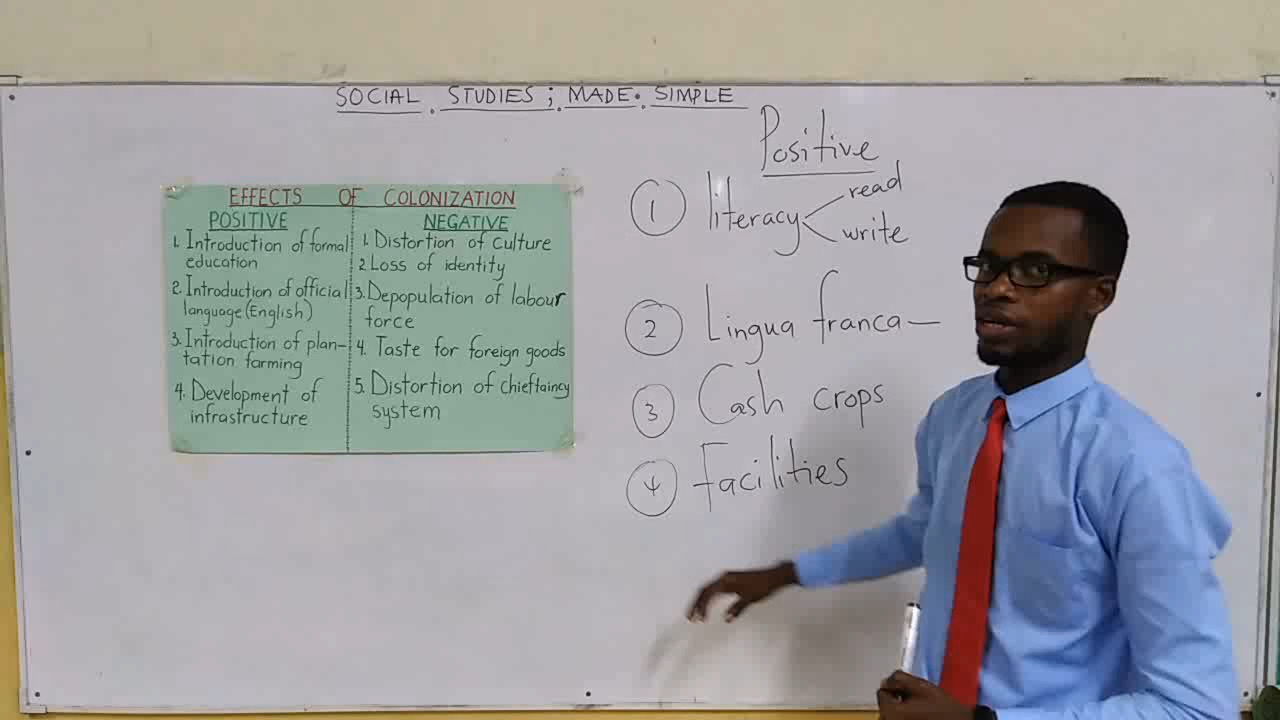 SOCIAL STUDIES; MADE SIMPLE
EFFECTS OF COLONIZATION
POSITIVE
1. Introduction of formal
education
2. Introduction of official
language (English)
3. Introduction of plan-
tation farming
4. Development of
infrastructure
NEGATIVE
1. Distortion of culture
2. Loss of identity
3. Depopulation of labour
force
4. Taste for foreign goods
5. Distortion of chieftaincy
system
Positive
1 literacy read
write
2 Lingua franca —
3 Cash crops
4 Facilities